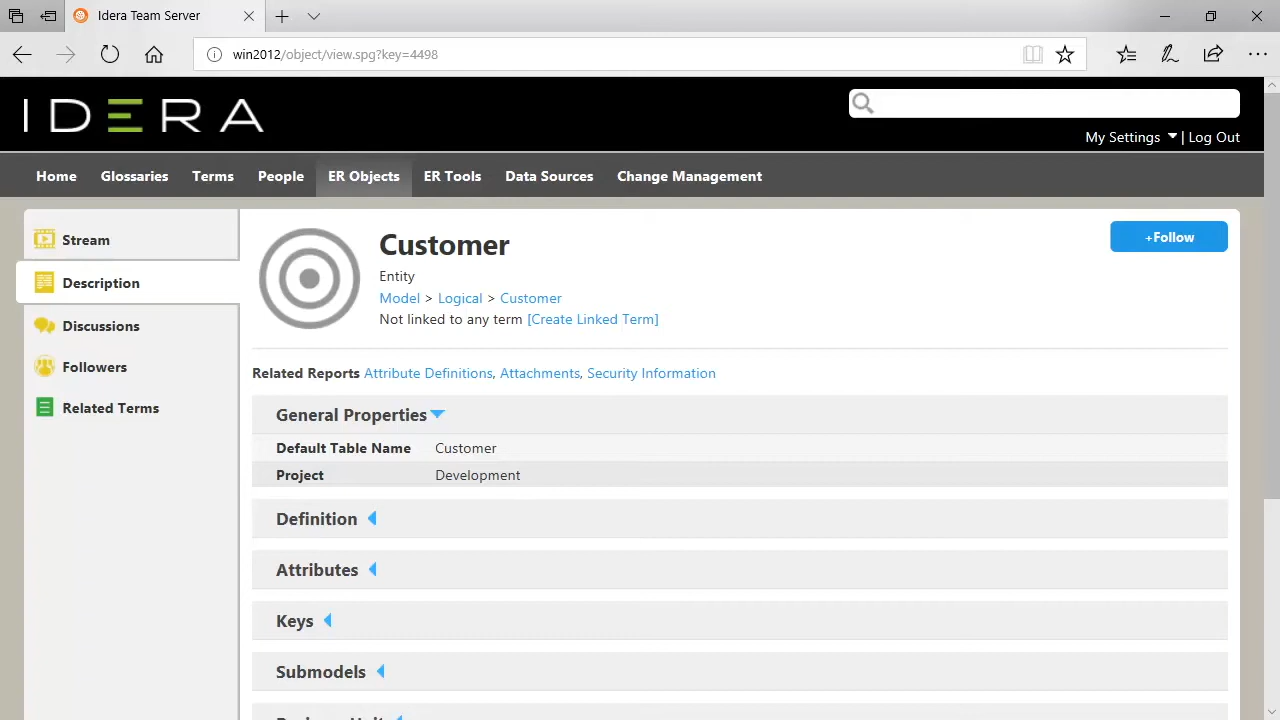 Idera Team Server
win2012/object/view.spg?key=4498
IDERA
My Settings | Log Out
Home Glossaries Terms People ER Objects ER Tools Data Sources Change Management
Stream
Description
Discussions
Followers
Related Terms
Customer
+Follow
Entity
Model > Logical > Customer
Not linked to any term [Create Linked Term]
Related Reports Attribute Definitions, Attachments, Security Information
General Properties
Default Table Name Customer
Project Development
Definition
Attributes
Keys
Submodels